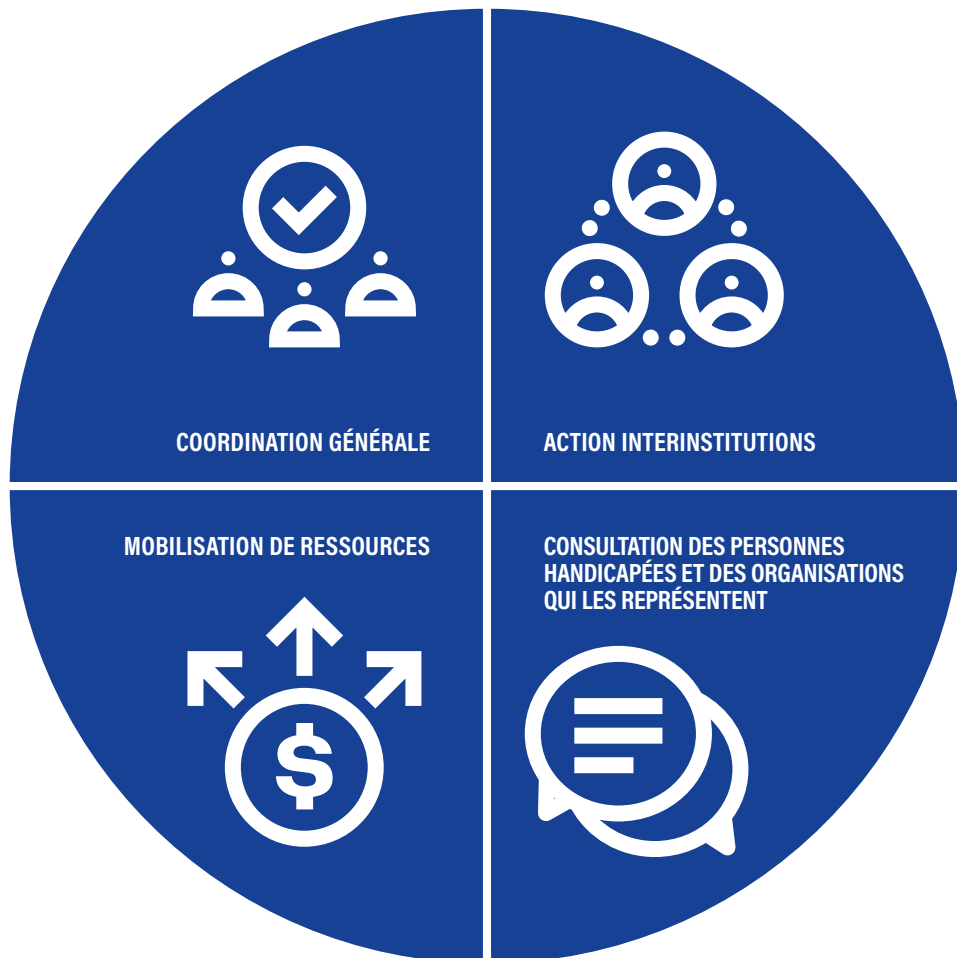 COORDINATION GÉNÉRALE
ACTION INTERINSTITUTIONS
MOBILISATION DE RESSOURCES
CONSULTATION DES PERSONNES
HANDICAPÉES ET DES ORGANISATIONS
QUI LES REPRÉSENTENT
$